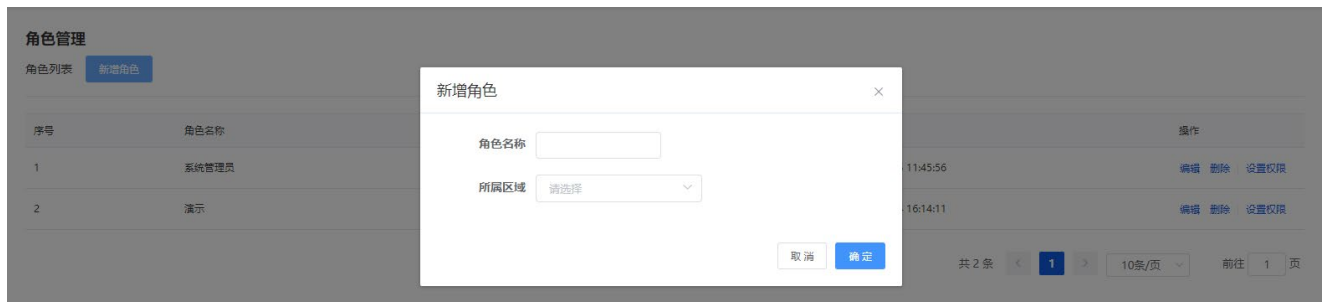 角色管理
角色列表 新增角色
新增角色
序号 角色名称 操作
角色名称
1 系统管理员 11:45:56 编辑 删除 设置权限
所属区域 请选择
2 演示 16:14:11 编辑 删除 设置权限
取消 确定
共2条 1 10条/页 前往 1 页